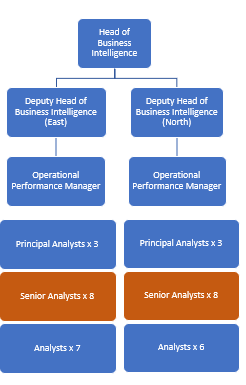 Head of
Business
Intelligence
Deputy Head of
Business Intelligence
(East)
Deputy Head of
Business Intelligence
(North)
Operational
Performance Manager
Operational
Performance Manager
Principal Analysts x 3
Principal Analysts x 3
Senior Analysts x 8
Senior Analysts x 8
Analysts x 7
Analysts x 6